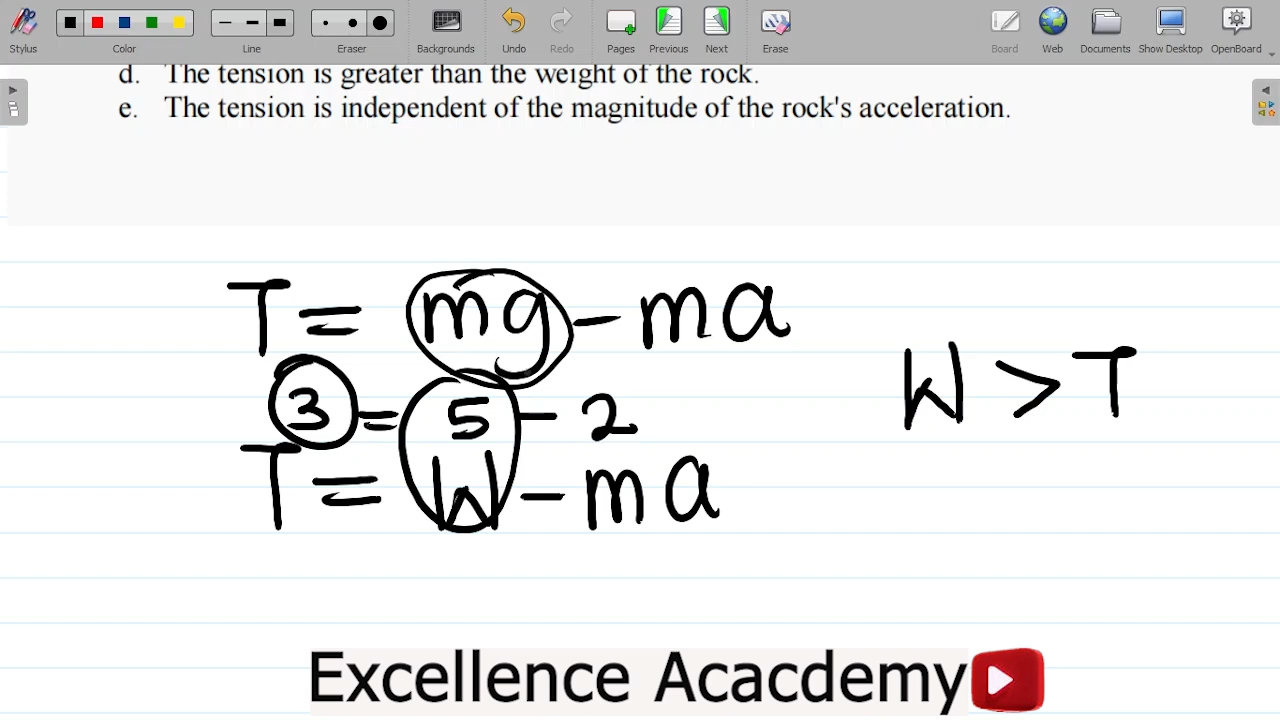 Stylus Color Line Eraser Backgrounds Undo Redo Pages Previous Next Erase Board Web Documents Show Desktop OpenBoard
d. The tension is greater than the weight of the rock.
e. The tension is independent of the magnitude of the rock's acceleration.
T = mg - ma
W > T
3 = 5 - 2
T = W - ma
Excellence Acacdemy